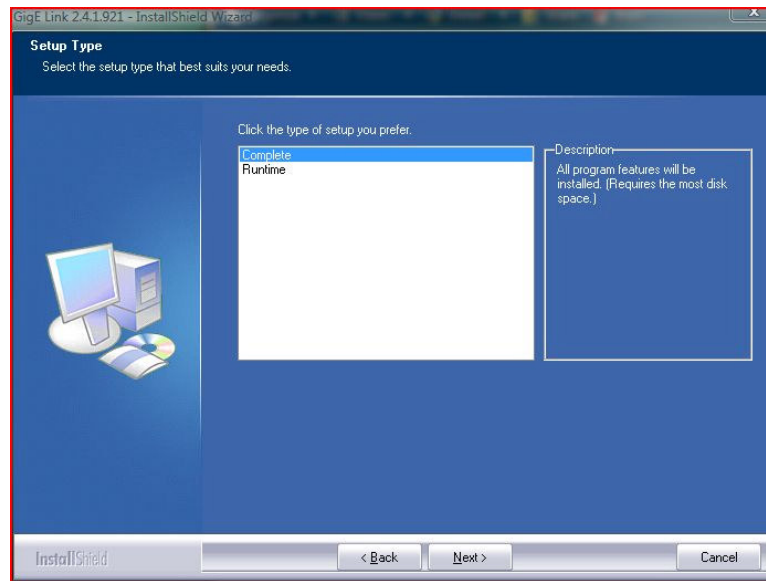 GigE Link 2.4.1.921 - InstallShield Wizard
Setup Type
Select the setup type that best suits your needs.
Click the type of setup you prefer.
Complete
Runtime
Description
All program features will be
installed. (Requires the most disk
space.)
InstallShield
< Back
Next >
Cancel